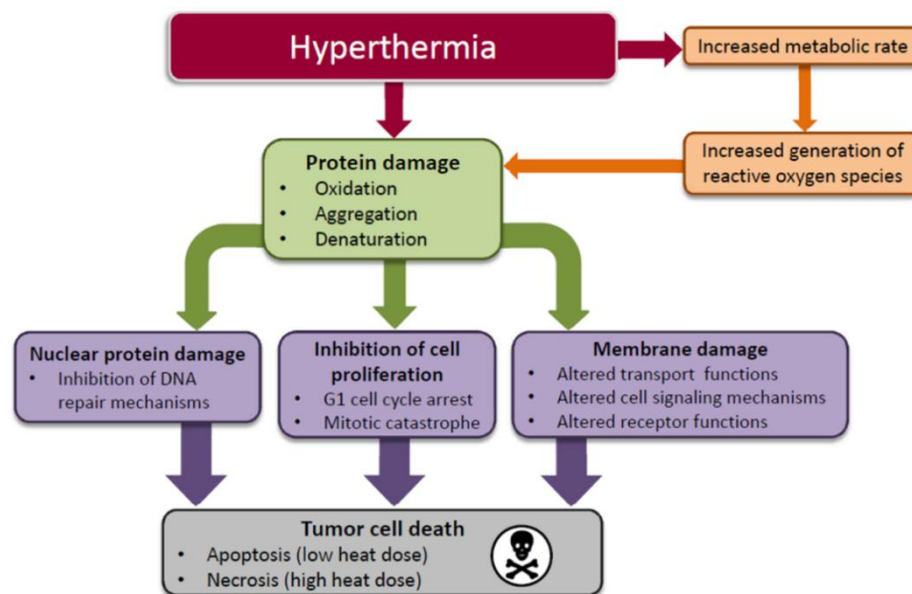 Hyperthermia
Increased metabolic rate
Increased generation of
reactive oxygen species
Protein damage
• Oxidation
• Aggregation
• Denaturation
Nuclear protein damage
• Inhibition of DNA
repair mechanisms
Inhibition of cell
proliferation
• G1 cell cycle arrest
• Mitotic catastrophe
Membrane damage
• Altered transport functions
• Altered cell signaling mechanisms
• Altered receptor functions
Tumor cell death
• Apoptosis (low heat dose)
• Necrosis (high heat dose)